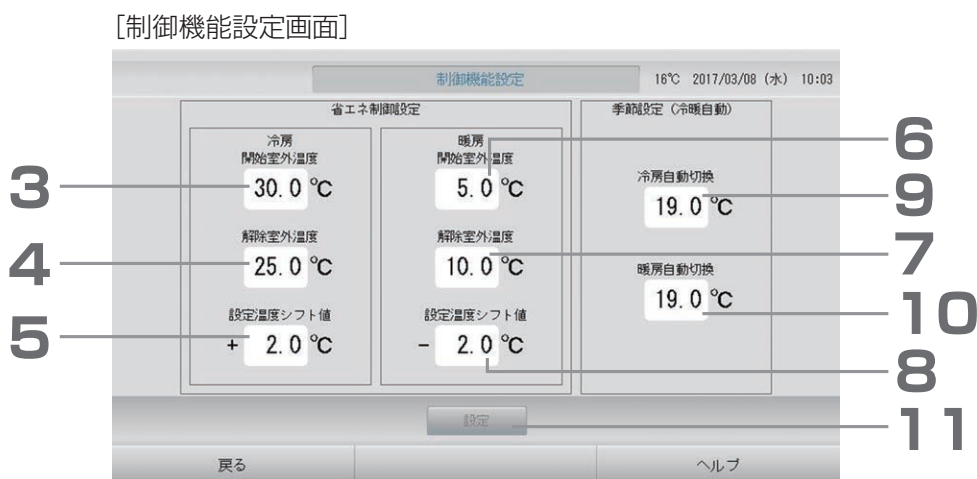 [制御機能設定画面]
制御機能設定
16℃ 2017/03/08 (水) 10:03
省エネ制御設定
季節設定 (冷暖自動)
冷房
開始室外温度
30.0 ℃
解除室外温度
25.0 ℃
設定温度シフト値
+ 2.0 ℃
暖房
開始室外温度
5.0 ℃
解除室外温度
10.0 ℃
設定温度シフト値
− 2.0 ℃
冷房自動切換
19.0 ℃
暖房自動切換
19.0 ℃
設定
戻る
ヘルプ
3
4
5
6
9
7
10
8
11